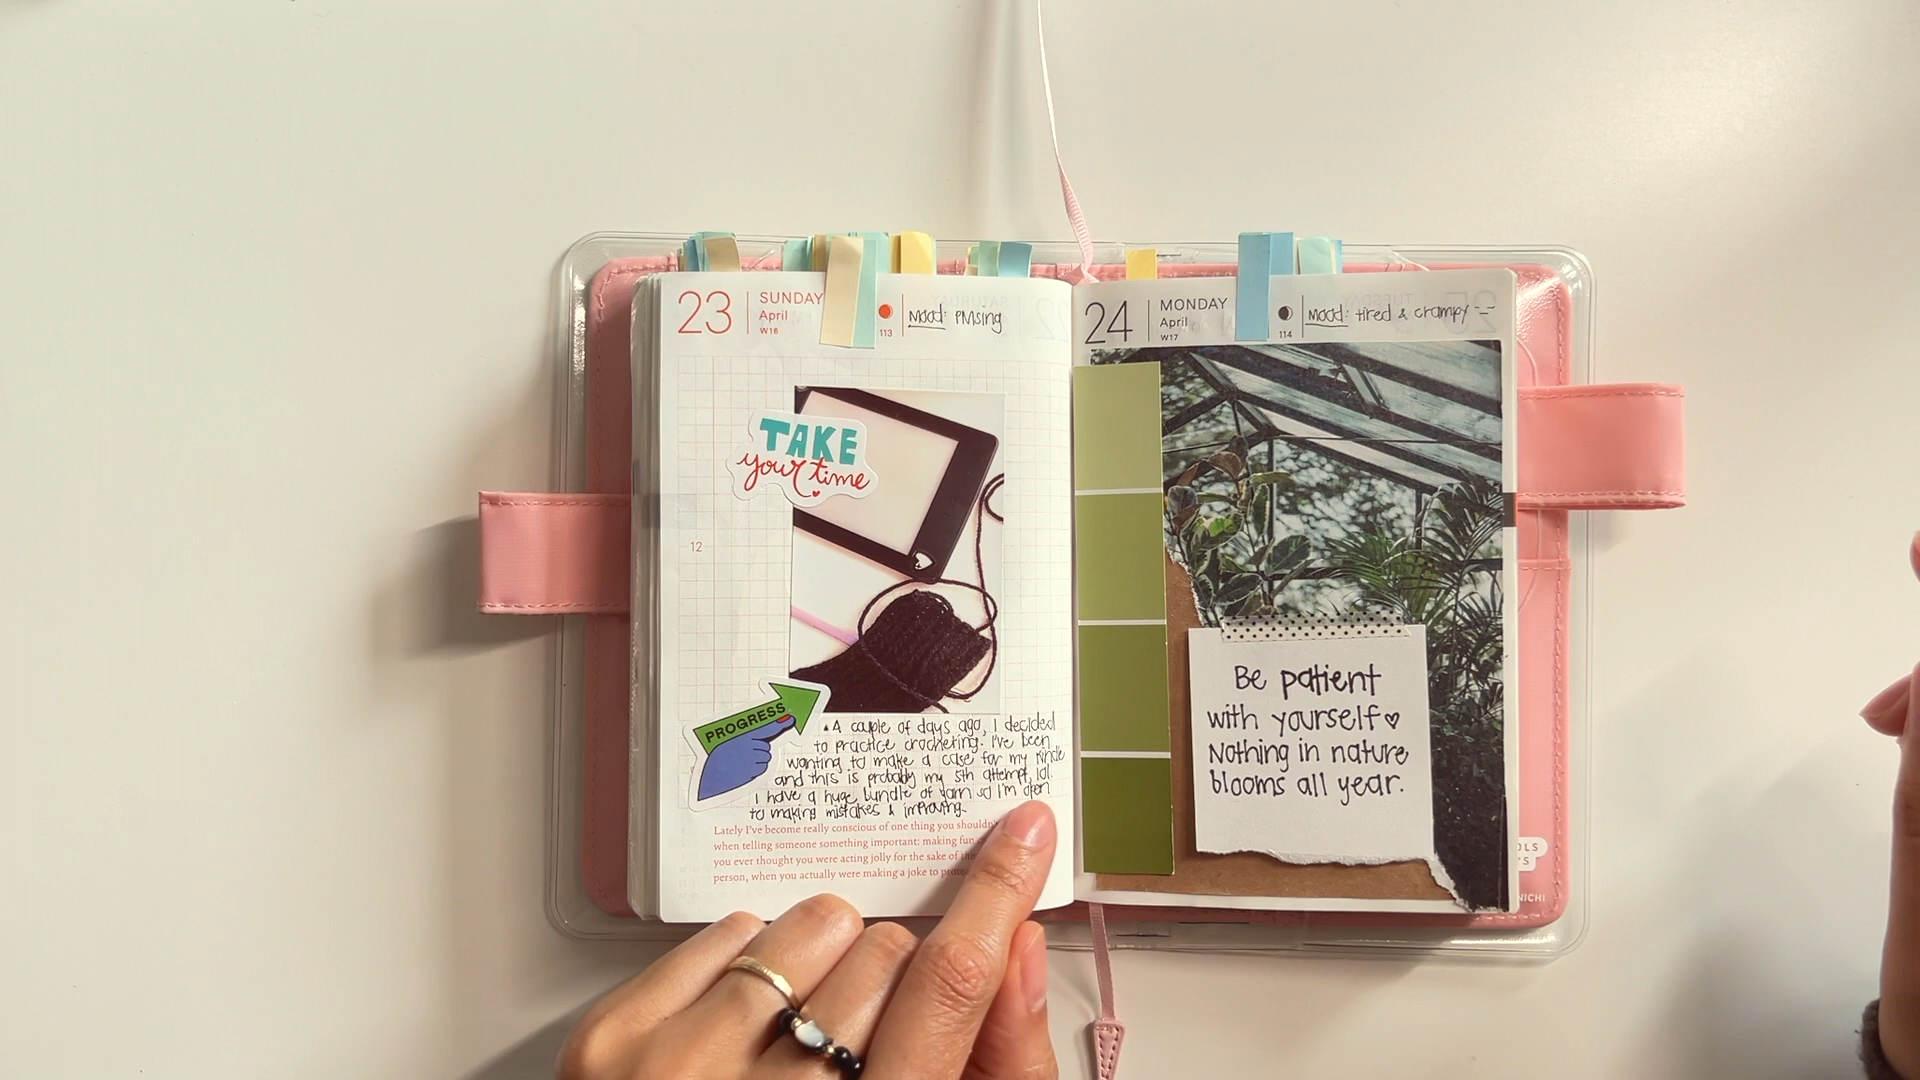 23
SUNDAY
April
W16
113
Mood: PMSing
TAKE
your time
12
PROGRESS
A couple of days ago, I decided
to practice crocheting. I've been
wanting to make a case for my Kindle
and this is probably my 5th attempt, lol.
I have a huge bundle of yarn so I'm open
to making mistakes & improving.
Lately I've become really conscious of one thing you shouldn't
when telling someone something important: making fun
you ever thought you were acting jolly for the sake of
person, when you actually were making a joke to
24
MONDAY
April
W17
114
Mood: tired & crampy
Be patient
with yourself ♡
Nothing in nature
blooms all year.